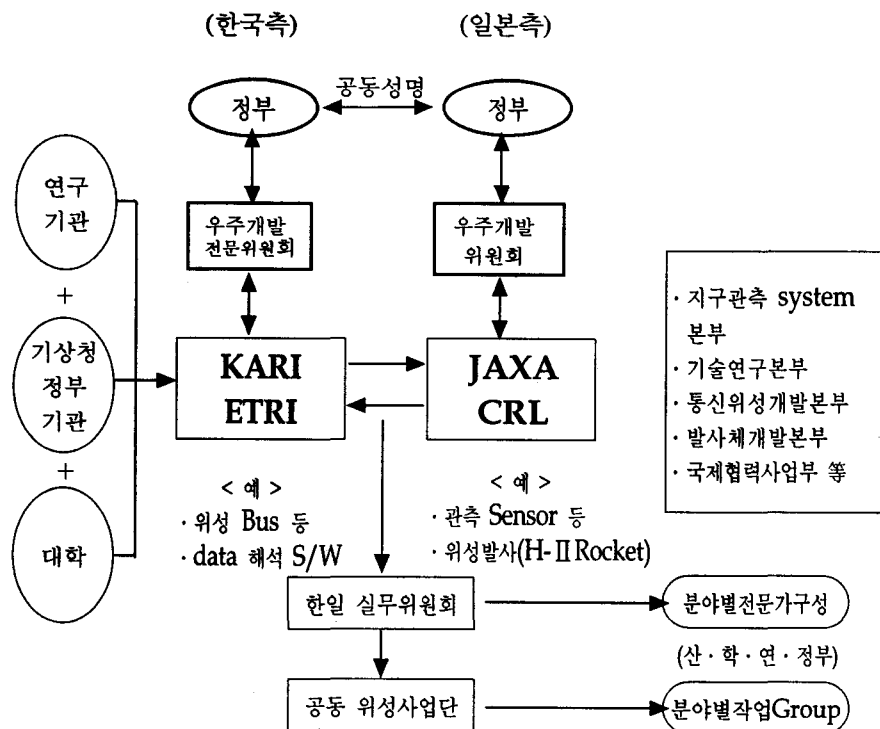 (한국측)
(일본측)
정부
공동성명
정부
연구
기관
+
기상청
정부
기관
+
대학
우주개발
전문위원회
우주개발
위원회
KARI
ETRI
JAXA
CRL
· 지구관측 system
본부
· 기술연구본부
· 통신위성개발본부
· 발사체개발본부
· 국제협력사업부 等
< 예 >
· 위성 Bus 등
· data 해석 S/W
< 예 >
· 관측 Sensor 등
· 위성발사(H-Ⅱ Rocket)
한일 실무위원회
분야별전문가구성
(산 · 학 · 연 · 정부)
공동 위성사업단
분야별작업Group